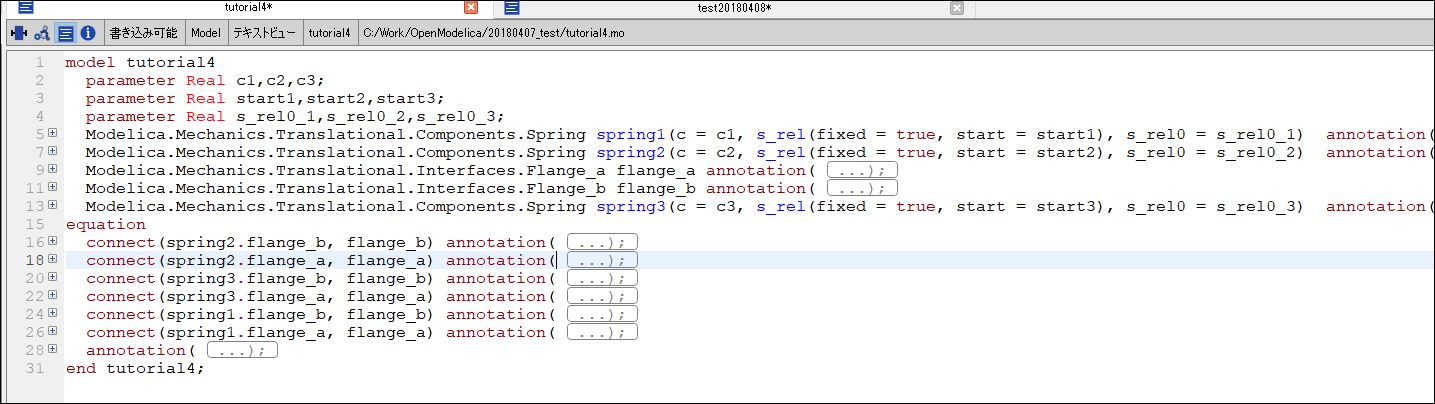 tutorial4*
test20180408*
書き込み可能 Model テキストビュー tutorial4 C:/Work/OpenModelica/20180407_test/tutorial4.mo
1 model tutorial4
2 parameter Real c1,c2,c3;
3 parameter Real start1,start2,start3;
4 parameter Real s_rel0_1,s_rel0_2,s_rel0_3;
5 Modelica.Mechanics.Translational.Components.Spring spring1(c = c1, s_rel(fixed = true, start = start1), s_rel0 = s_rel0_1) annotation(
7 Modelica.Mechanics.Translational.Components.Spring spring2(c = c2, s_rel(fixed = true, start = start2), s_rel0 = s_rel0_2) annotation(
9 Modelica.Mechanics.Translational.Interfaces.Flange_a flange_a annotation( ...);
11 Modelica.Mechanics.Translational.Interfaces.Flange_b flange_b annotation( ...);
13 Modelica.Mechanics.Translational.Components.Spring spring3(c = c3, s_rel(fixed = true, start = start3), s_rel0 = s_rel0_3) annotation(
15 equation
16 connect(spring2.flange_b, flange_b) annotation( ...);
18 connect(spring2.flange_a, flange_a) annotation( ...);
20 connect(spring3.flange_b, flange_b) annotation( ...);
22 connect(spring3.flange_a, flange_a) annotation( ...);
24 connect(spring1.flange_b, flange_b) annotation( ...);
26 connect(spring1.flange_a, flange_a) annotation( ...);
28 annotation( ...);
31 end tutorial4;